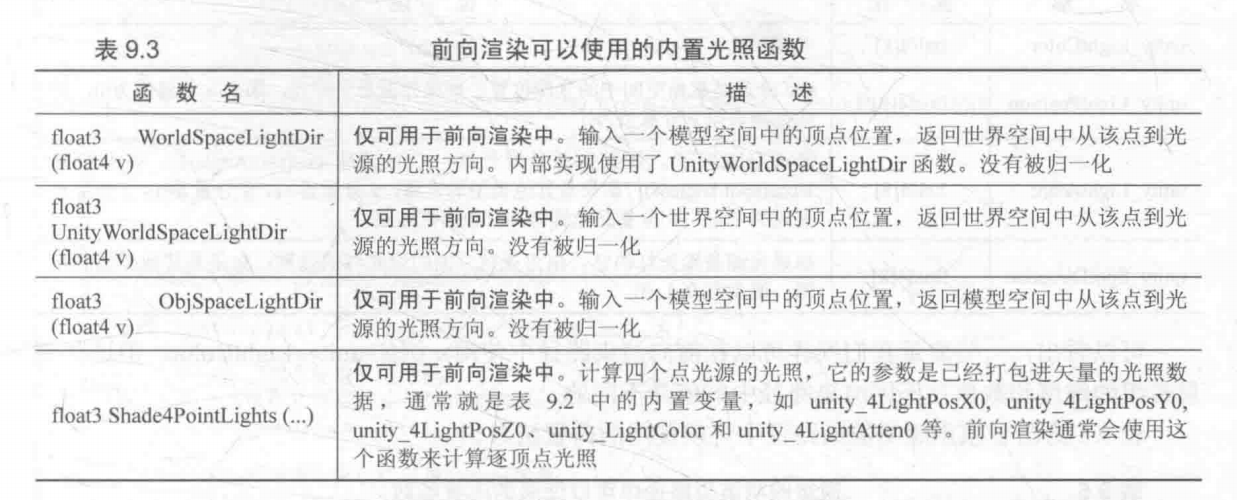 表 9.3 前向渲染可以使用的内置光照函数
函 数 名 描 述
float3 WorldSpaceLightDir
(float4 v)
仅可用于前向渲染中。输入一个模型空间中的顶点位置，返回世界空间中从该点到光
源的光照方向。内部实现使用了 UnityWorldSpaceLightDir 函数。没有被归一化
float3
UnityWorldSpaceLightDir
(float4 v)
仅可用于前向渲染中。输入一个世界空间中的顶点位置，返回世界空间中从该点到光
源的光照方向。没有被归一化
float3 ObjSpaceLightDir
(float4 v)
仅可用于前向渲染中。输入一个模型空间中的顶点位置，返回模型空间中从该点到光
源的光照方向。没有被归一化
float3 Shade4PointLights (...)
仅可用于前向渲染中。计算四个点光源的光照，它的参数是已经打包进矢量的光照数
据，通常就是表 9.2 中的内置变量，如 unity_4LightPosX0, unity_4LightPosY0,
unity_4LightPosZ0、unity_LightColor 和 unity_4LightAtten0 等。前向渲染通常会使用这
个函数来计算逐顶点光照